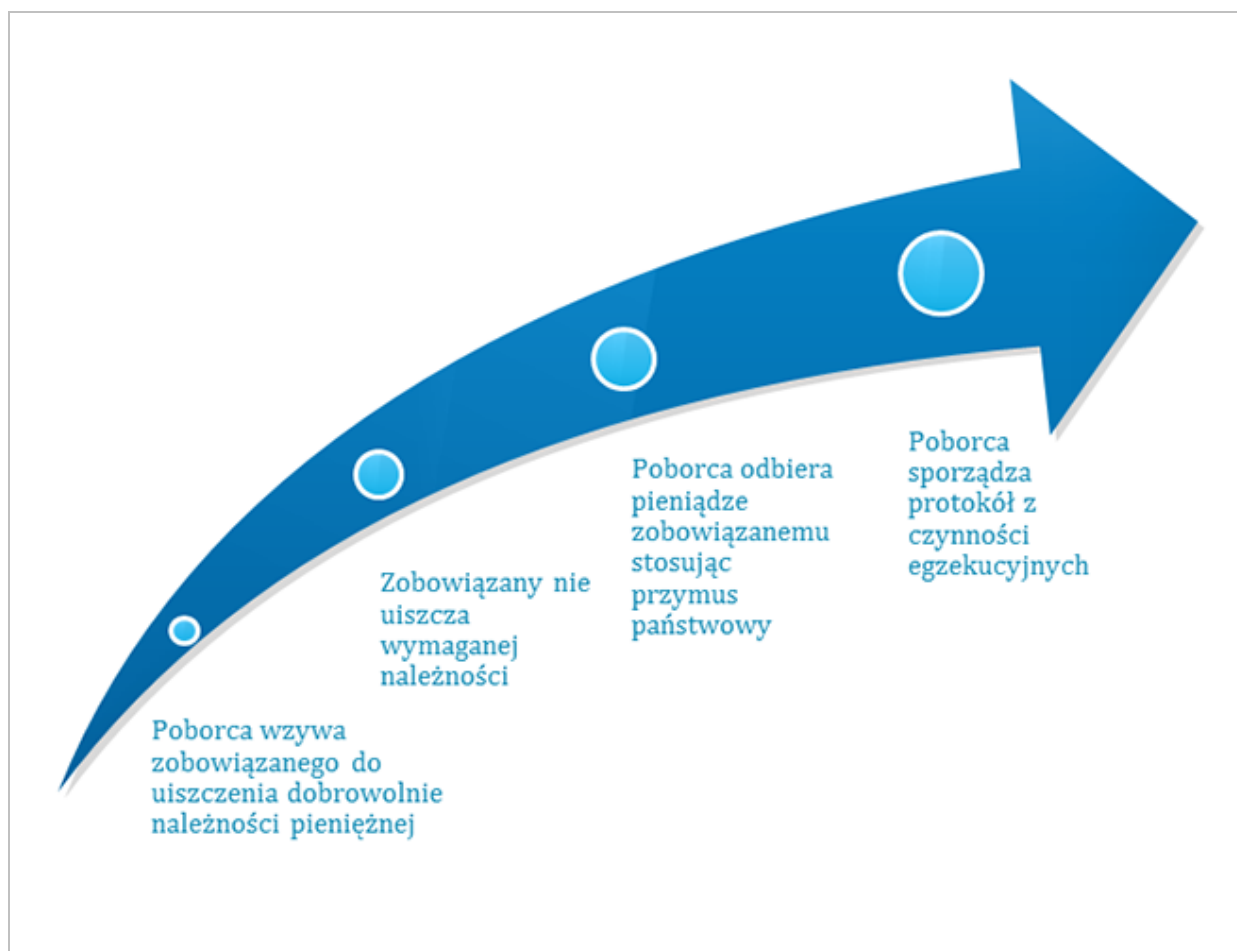 Poborca wzywa
zobowiązanego do
uiszczenia dobrowolnie
należności pieniężnej
Zobowiązany nie
uiszcza
wymaganej
należności
Poborca odbiera
pieniądze
zobowiązanemu
stosując
przymus
państwowy
Poborca
sporządza
protokół z
czynności
egzekucyjnych